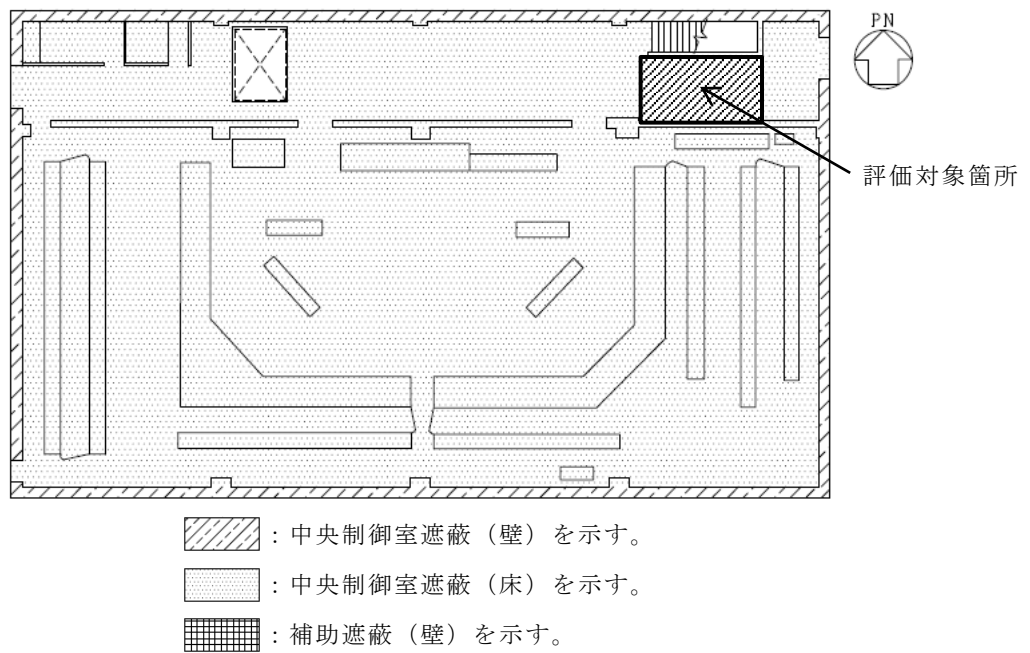 PN
評価対象箇所
：中央制御室遮蔽（壁）を示す。
：中央制御室遮蔽（床）を示す。
：補助遮蔽（壁）を示す。